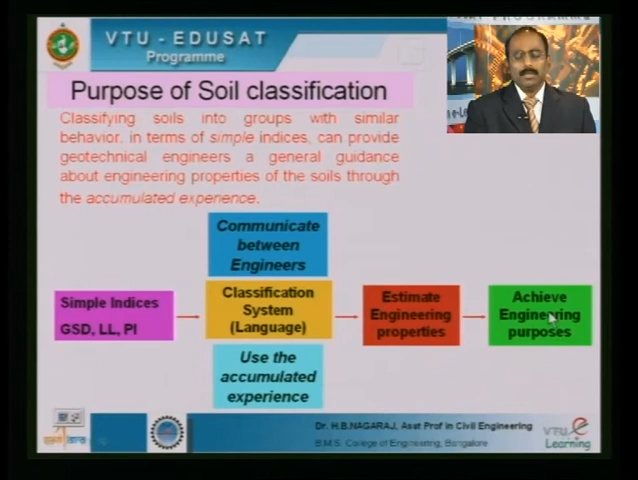 VTU - EDUSAT
Programme
Purpose of Soil classification
Classifying soils into groups with similar
behavior, in terms of simple indices, can provide
geotechnical engineers a general guidance
about engineering properties of the soils through
the accumulated experience.
Communicate
between
Engineers
Simple Indices
GSD, LL, PI
Classification
System
(Language)
Estimate
Engineering
properties
Achieve
Engineering
purposes
Use the
accumulated
experience
Dr. H.B.NAGARAJ, Asst Prof in Civil Engineering
B.M.S. College of Engineering, Bangalore
VTU e
Learning